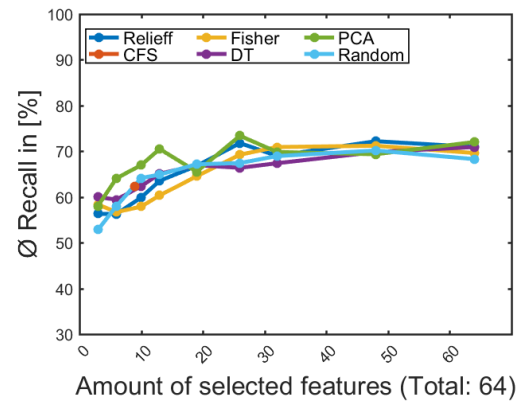 100
90
80
70
60
50
40
30
Ø Recall in [%]
Relieff Fisher PCA
CFS DT Random
0 10 20 30 40 50 60
Amount of selected features (Total: 64)